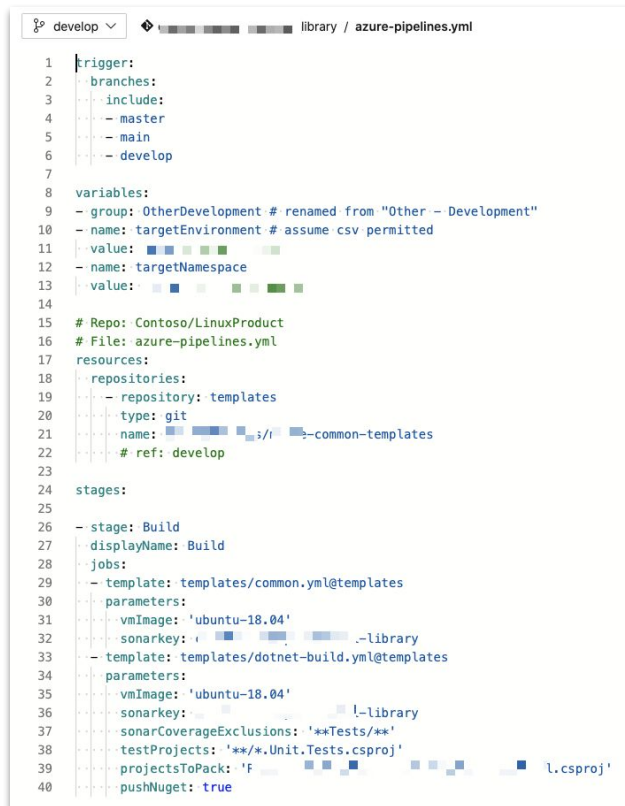 develop library / azure-pipelines.yml
1 trigger:
2 branches:
3 include:
4 - master
5 - main
6 - develop
7
8 variables:
9 - group: OtherDevelopment # renamed from "Other - Development"
10 - name: targetEnvironment # assume csv permitted
11 value:
12 - name: targetNamespace
13 value:
14
15 # Repo: Contoso/LinuxProduct
16 # File: azure-pipelines.yml
17 resources:
18 repositories:
19 - repository: templates
20 type: git
21 name: -common-templates
22 # ref: develop
23
24 stages:
25
26 - stage: Build
27 displayName: Build
28 jobs:
29 - template: templates/common.yml@templates
30 parameters:
31 vmImage: 'ubuntu-18.04'
32 sonarkey: -library
33 - template: templates/dotnet-build.yml@templates
34 parameters:
35 vmImage: 'ubuntu-18.04'
36 sonarkey: -library
37 sonarCoverageExclusions: '**Tests/**'
38 testProjects: '**/*.Unit.Tests.csproj'
39 projectsToPack: l.csproj'
40 pushNuget: true